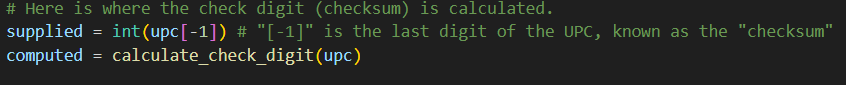 # Here is where the check digit (checksum) is calculated.
supplied = int(upc[-1]) # "[-1]" is the last digit of the UPC, known as the "checksum"
computed = calculate_check_digit(upc)